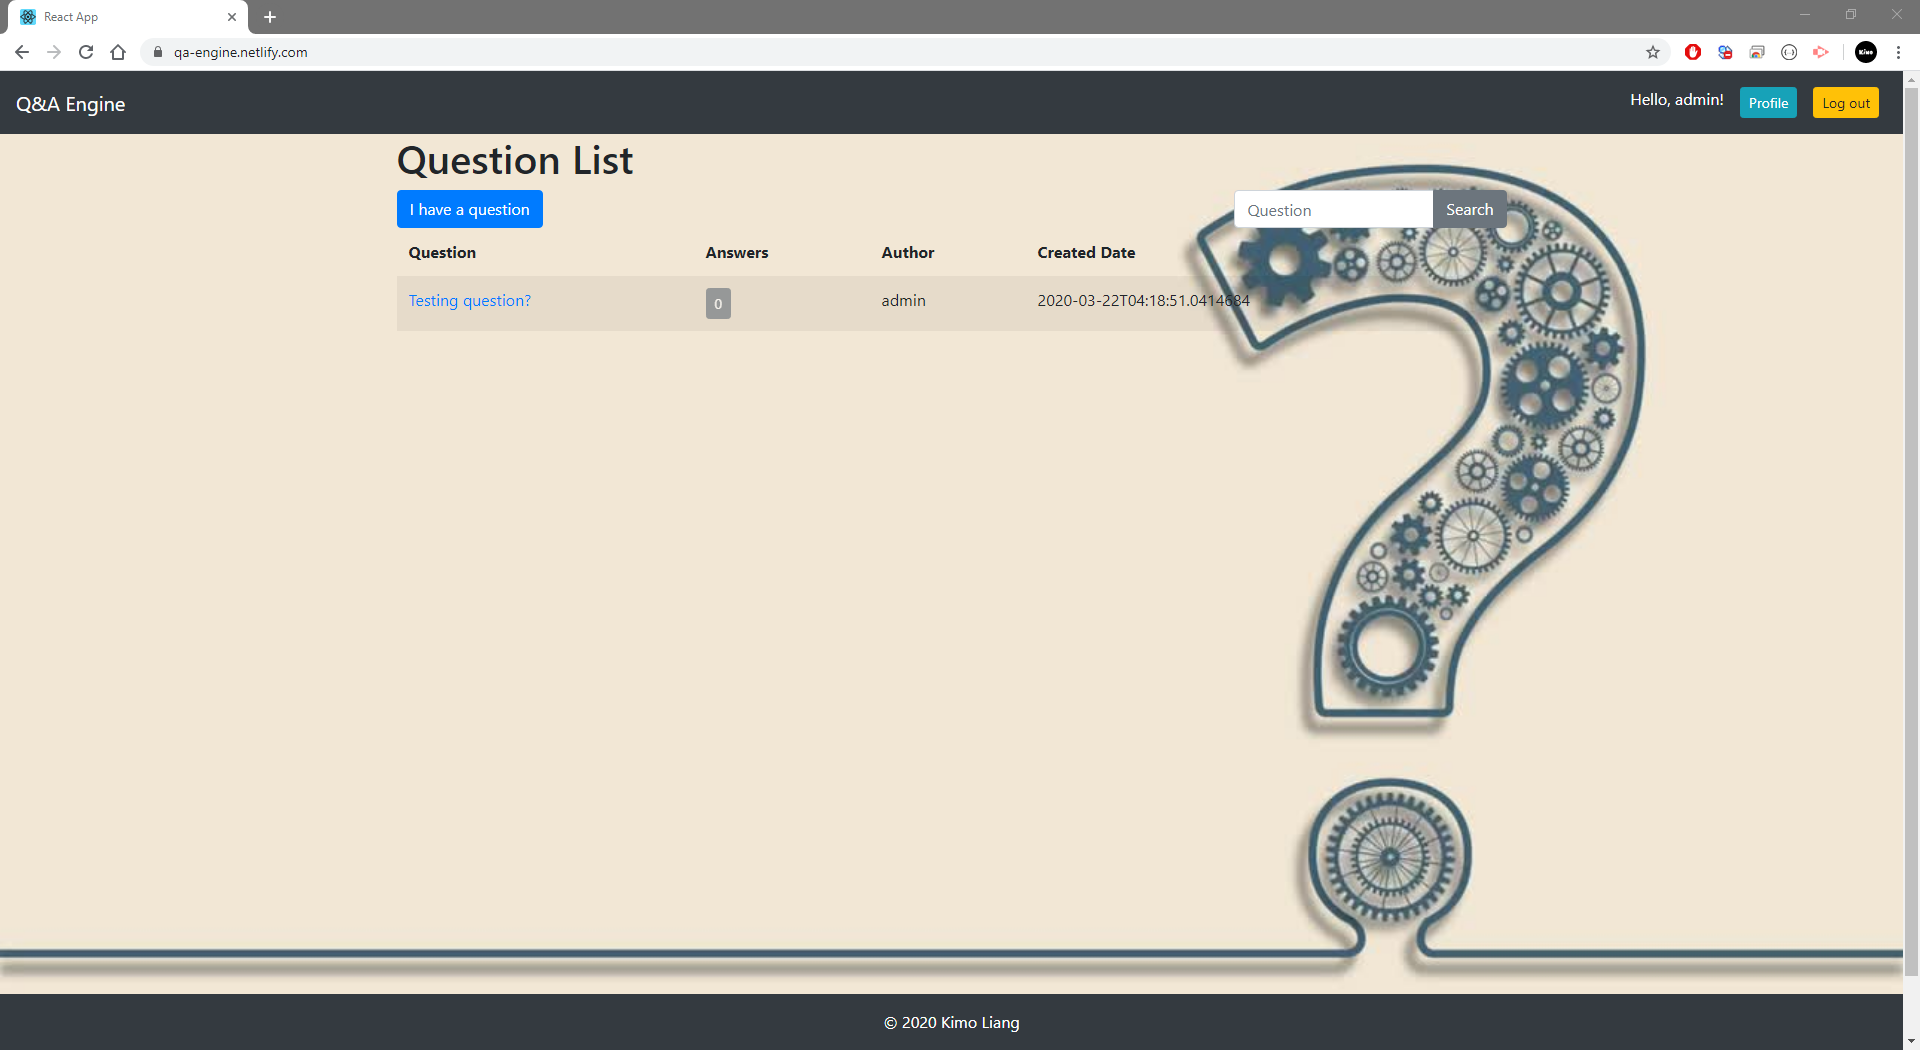 React App
qa-engine.netlify.com
Q&A Engine
Hello, admin!
Profile
Log out
Question List
I have a question
Question
Search
Question Answers Author Created Date
Testing question? 0 admin 2020-03-22T04:18:51.0414684
© 2020 Kimo Liang